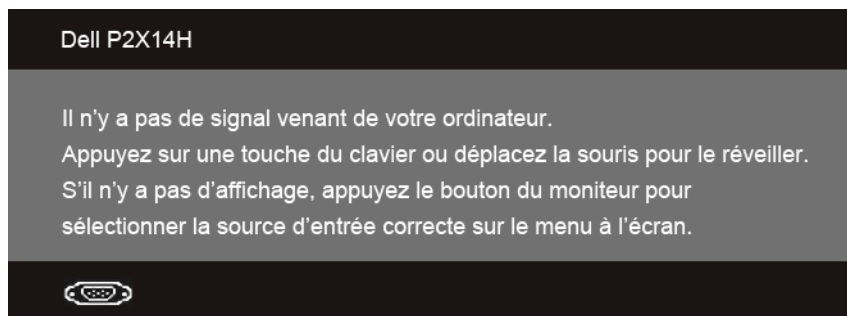 Dell P2X14H
Il n’y a pas de signal venant de votre ordinateur.
Appuyez sur une touche du clavier ou déplacez la souris pour le réveiller.
S’il n’y a pas d’affichage, appuyez le bouton du moniteur pour
sélectionner la source d’entrée correcte sur le menu à l’écran.